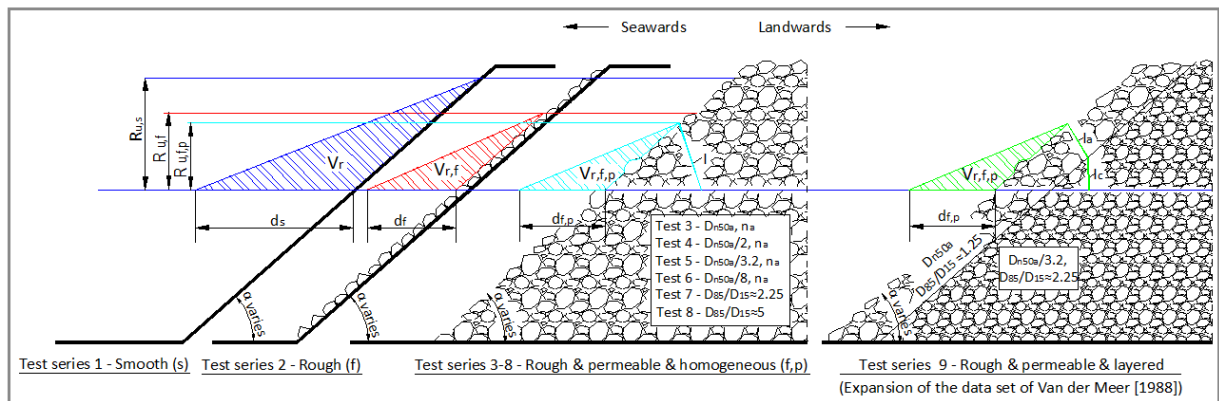 Seawards Landwards
Ru,s
Ru,f
Ru,f,p
Vr
Vr,f
Vr,f,p
I
Vr,f,p
Ia
Ic
ds
df
df,p
df,p
Test 3 - Dn50a, na
Test 4 - Dn50a/2, na
Test 5 - Dn50a/3.2, na
Test 6 - Dn50a/8, na
Test 7 - D85/D15≈2.25
Test 8 - D85/D15≈5
Dn50a
D85/D15≈1.25
Dn50a/3.2,
D85/D15≈2.25
α varies
α varies
α varies
α varies
Test series 1 - Smooth (s)
Test series 2 - Rough (f)
Test series 3-8 - Rough & permeable & homogeneous (f,p)
Test series 9 - Rough & permeable & layered
(Expansion of the data set of Van der Meer [1988])